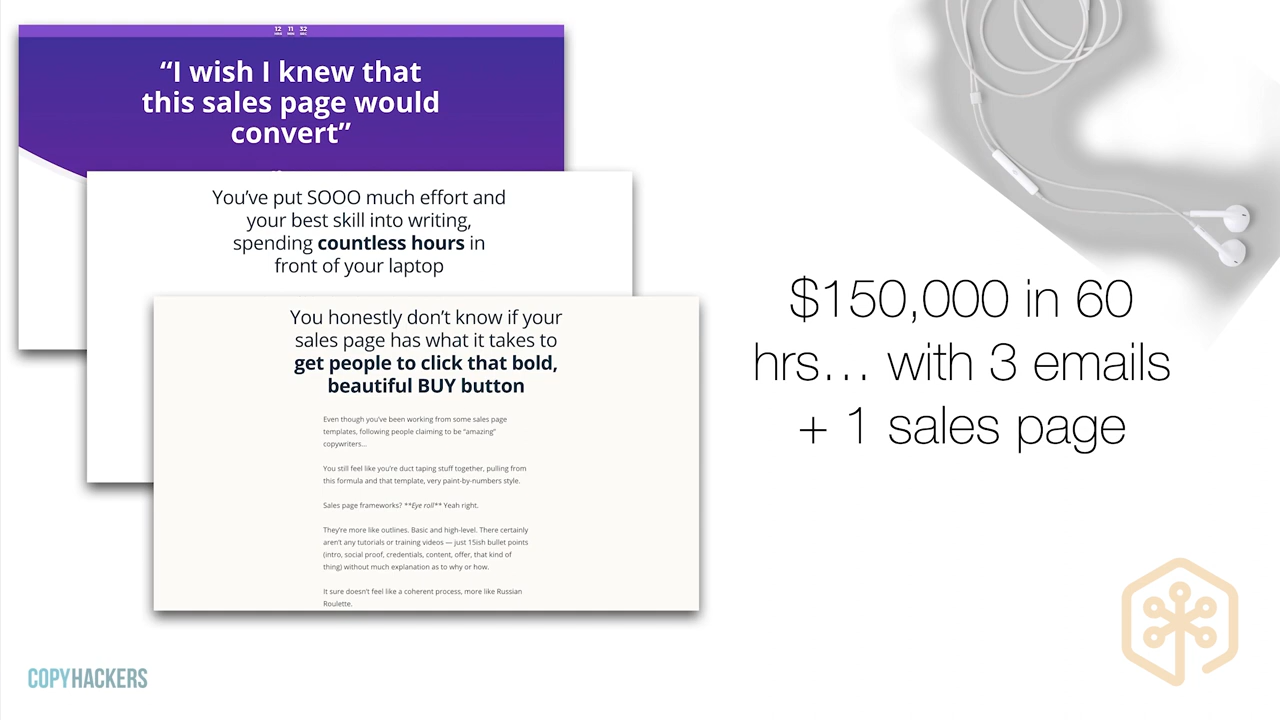 12 11 32
“I wish I knew that
this sales page would
convert”
You’ve put SOOO much effort and
your best skill into writing,
spending countless hours in
front of your laptop
You honestly don’t know if your
sales page has what it takes to
get people to click that bold,
beautiful BUY button
Even though you’ve been working from some sales page
templates, following people claiming to be “amazing”
copywriters...
You still feel like you’re duct taping stuff together, pulling from
this formula and that template, very paint-by-numbers style.
Sales page frameworks? **Eye roll** Yeah right.
They’re more like outlines. Basic and high-level. There certainly
aren’t any tutorials or training videos — just 15ish bullet points
(intro, social proof, credentials, content, offer, that kind of
thing) without much explanation as to why or how.
It sure doesn’t feel like a coherent process, more like Russian
Roulette.
$150,000 in 60
hrs... with 3 emails
+ 1 sales page
COPYHACKERS